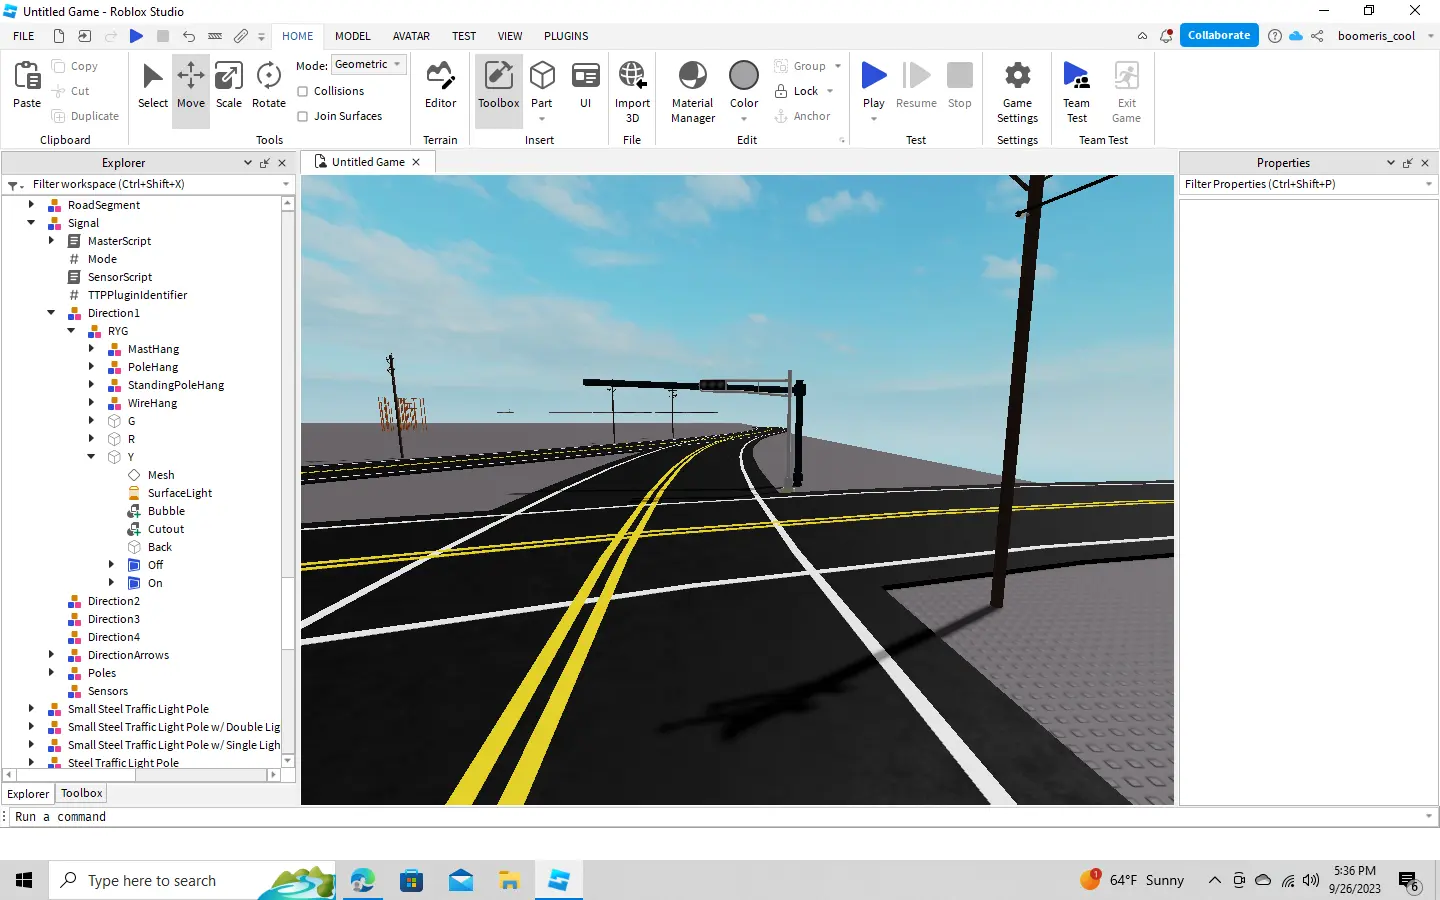 Untitled Game - Roblox Studio
FILE
HOME
MODEL
AVATAR
TEST
VIEW
PLUGINS
Collaborate
boomeris_cool
Paste
Copy
Cut
Duplicate
Clipboard
Select
Move
Scale
Rotate
Mode:
Geometric
Collisions
Join Surfaces
Tools
Editor
Terrain
Toolbox
Part
UI
Insert
Import
3D
File
Material
Manager
Color
Group
Lock
Anchor
Edit
Play
Resume
Stop
Test
Game
Settings
Settings
Team
Test
Exit
Game
Team Test
Explorer
Filter workspace (Ctrl+Shift+X)
RoadSegment
Signal
MasterScript
Mode
SensorScript
TTPPluginIdentifier
Direction1
RYG
MastHang
PoleHang
StandingPoleHang
WireHang
G
R
Y
Mesh
SurfaceLight
Bubble
Cutout
Back
Off
On
Direction2
Direction3
Direction4
DirectionArrows
Poles
Sensors
Small Steel Traffic Light Pole
Small Steel Traffic Light Pole w/ Double Lig
Small Steel Traffic Light Pole w/ Single Ligh
Steel Traffic Light Pole
Explorer
Toolbox
Untitled Game
Properties
Filter Properties (Ctrl+Shift+P)
Run a command
Type here to search
1
64°F Sunny
5:36 PM
9/26/2023
6